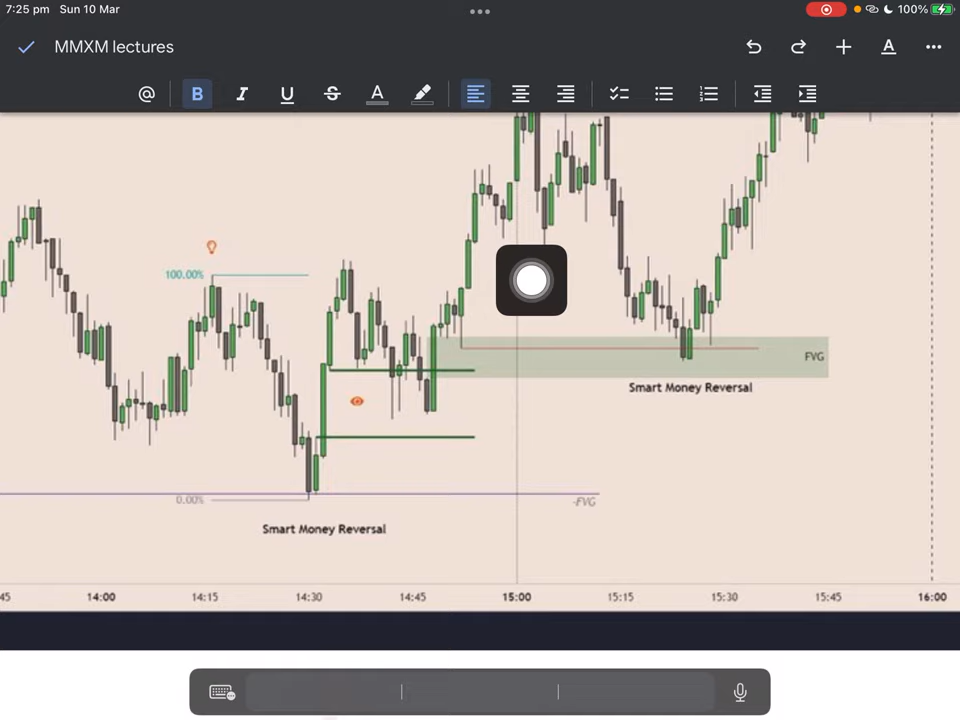 7:25 pm Sun 10 Mar
100%
MMXM lectures
@ B I U S A
100.00%
FVG
Smart Money Reversal
0.00%
-FVG
Smart Money Reversal
:45 14:00 14:15 14:30 14:45 15:00 15:15 15:30 15:45 16:00